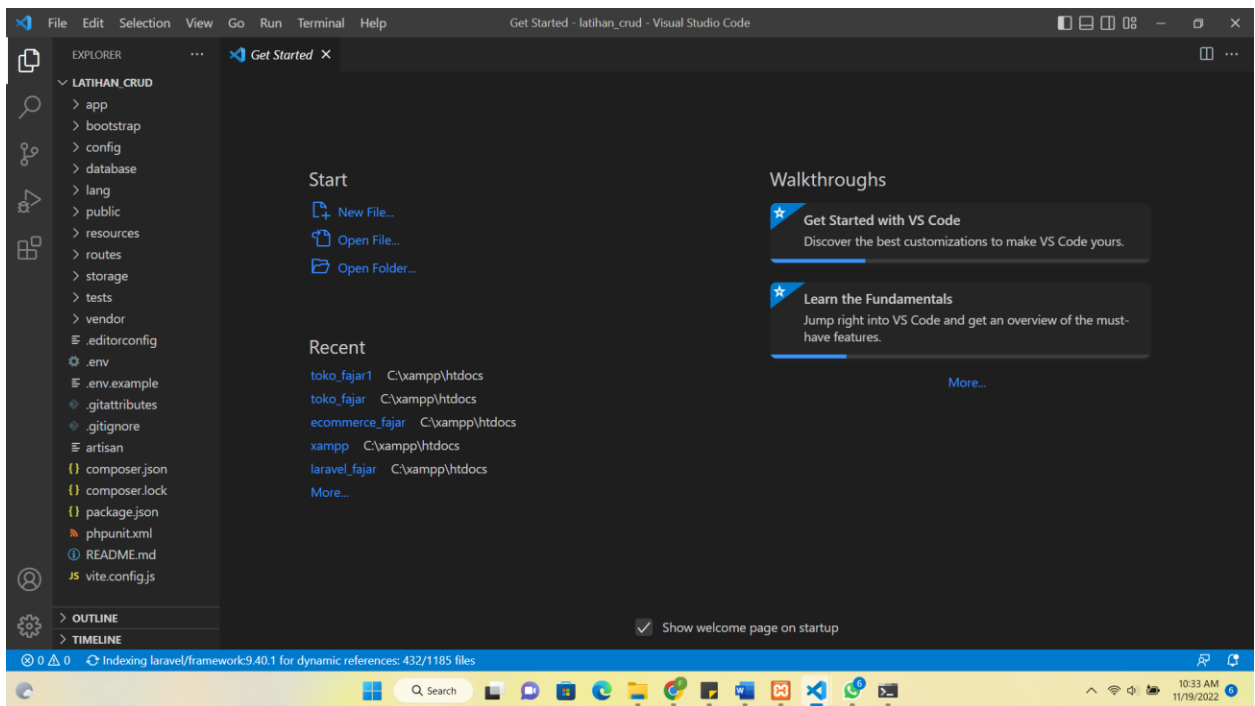 File Edit Selection View Go Run Terminal Help
Get Started - latihan_crud - Visual Studio Code
EXPLORER
LATIHAN_CRUD
app
bootstrap
config
database
lang
public
resources
routes
storage
tests
vendor
.editorconfig
.env
.env.example
.gitattributes
.gitignore
artisan
{} composer.json
{} composer.lock
{} package.json
phpunit.xml
README.md
JS vite.config.js
OUTLINE
TIMELINE
Get Started
Start
New File...
Open File...
Open Folder...
Recent
toko_fajar1 C:\xampp\htdocs
toko_fajar C:\xampp\htdocs
ecommerce_fajar C:\xampp\htdocs
xampp C:\xampp\htdocs
laravel_fajar C:\xampp\htdocs
More...
Walkthroughs
Get Started with VS Code
Discover the best customizations to make VS Code yours.
Learn the Fundamentals
Jump right into VS Code and get an overview of the must-
have features.
More...
Show welcome page on startup
0 0 Indexing laravel/framework:9.40.1 for dynamic references: 432/1185 files
Search
10:33 AM
11/19/2022
6